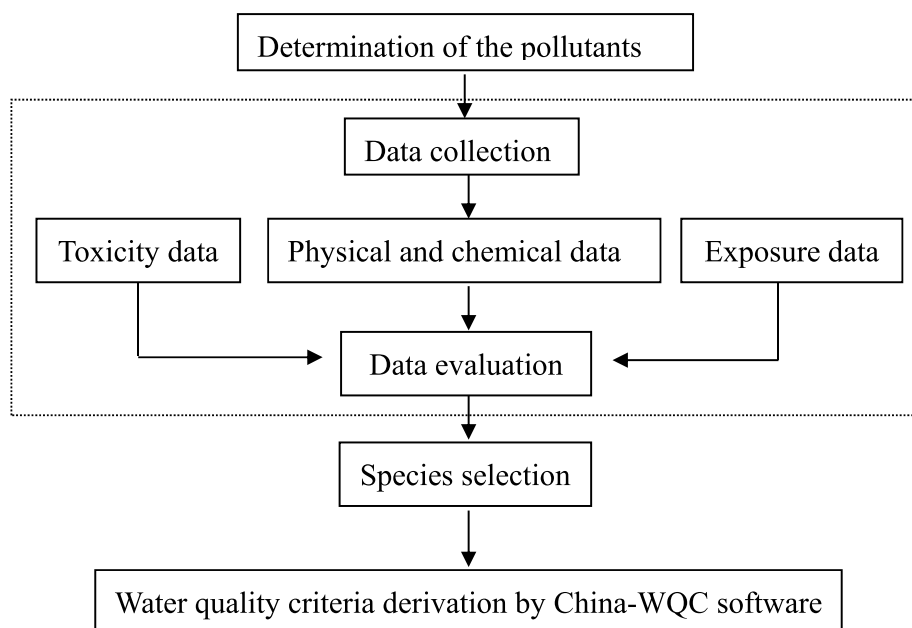 Determination of the pollutants
Data collection
Toxicity data
Physical and chemical data
Exposure data
Data evaluation
Species selection
Water quality criteria derivation by China-WQC software